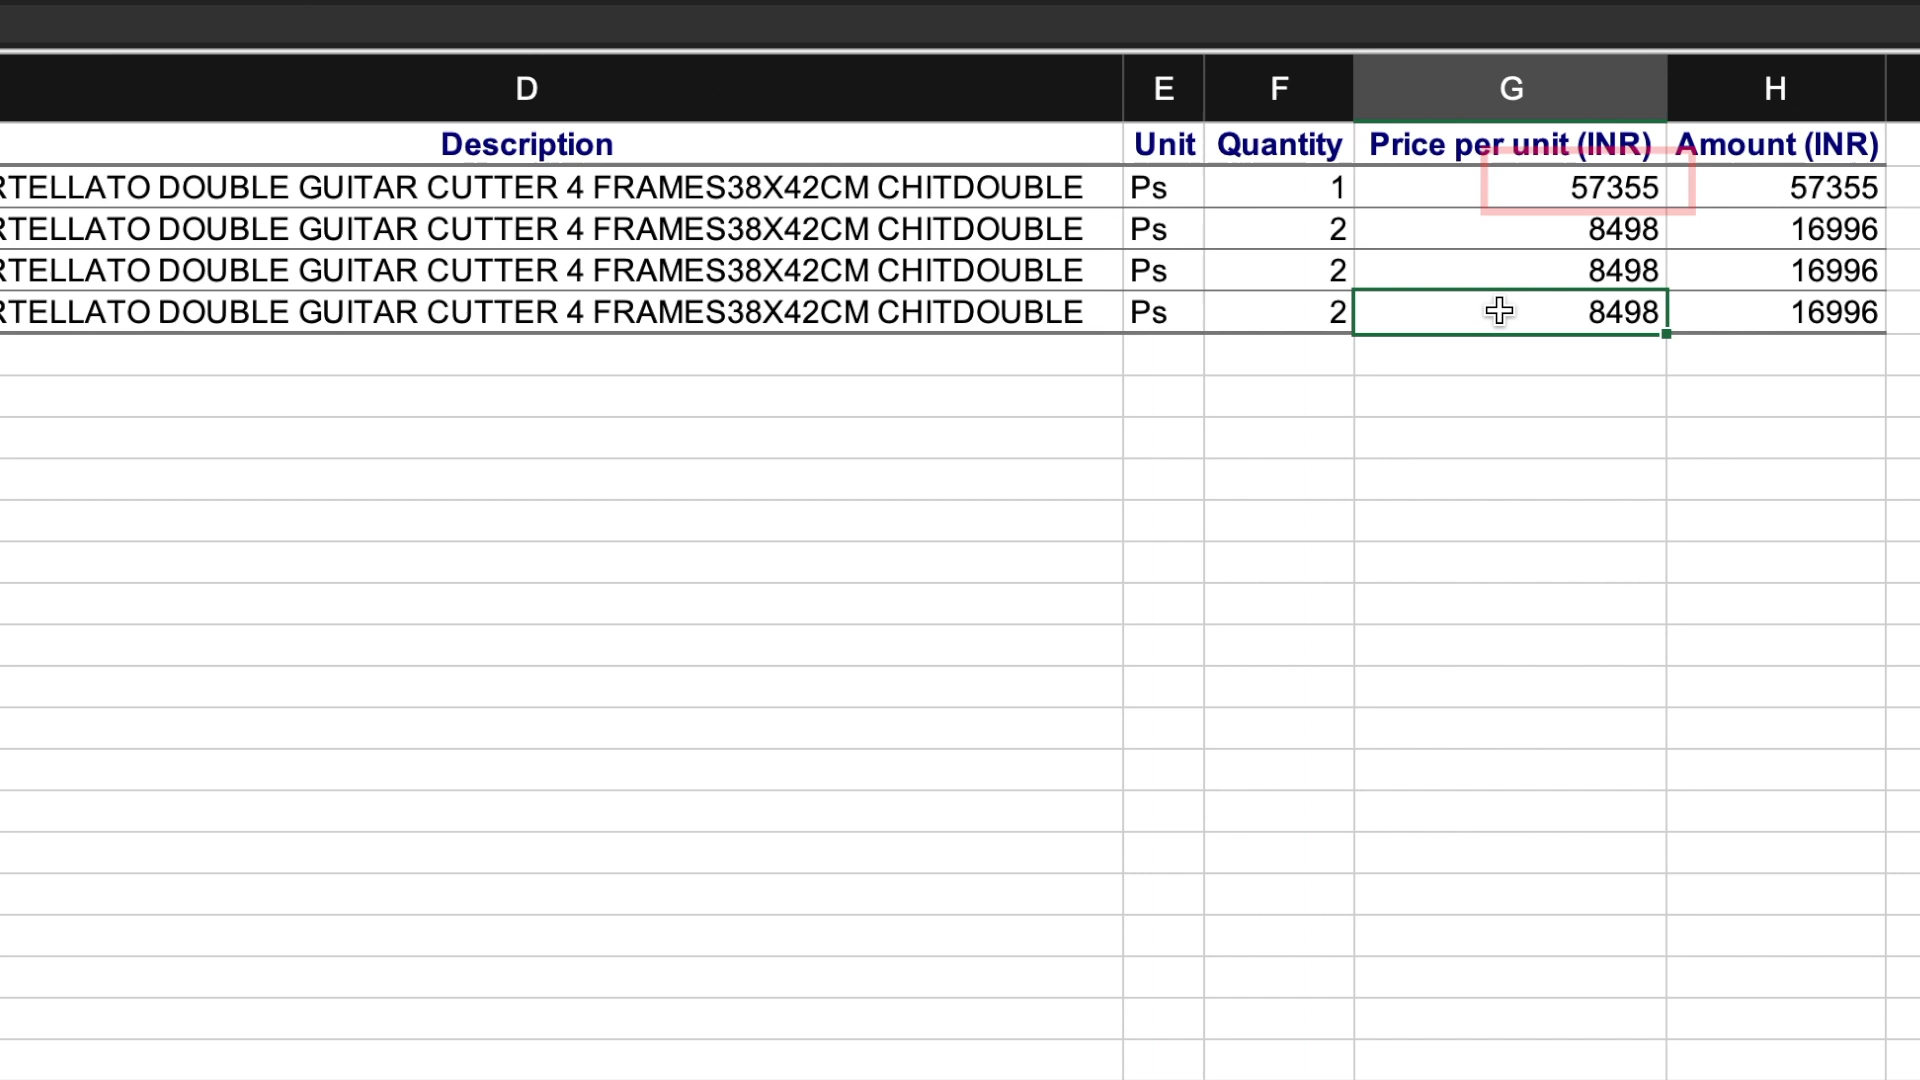 D E F G H
Description Unit Quantity Price per unit (INR) Amount (INR)
RTELLATO DOUBLE GUITAR CUTTER 4 FRAMES38X42CM CHITDOUBLE Ps 1 57355 57355
RTELLATO DOUBLE GUITAR CUTTER 4 FRAMES38X42CM CHITDOUBLE Ps 2 8498 16996
RTELLATO DOUBLE GUITAR CUTTER 4 FRAMES38X42CM CHITDOUBLE Ps 2 8498 16996
RTELLATO DOUBLE GUITAR CUTTER 4 FRAMES38X42CM CHITDOUBLE Ps 2 8498 16996